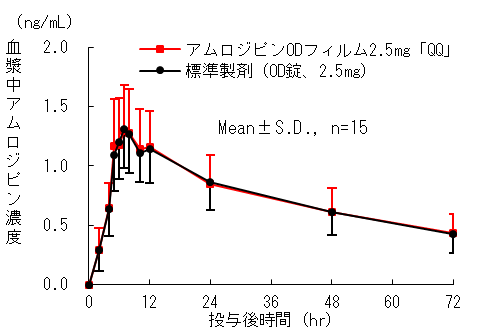 (ng/mL)
血漿中アムロジピン濃度
2.0
1.5
1.0
0.5
0.0
アムロジピンODフィルム2.5mg「QQ」
標準製剤(OD錠、2.5mg)
Mean±S.D., n=15
0 12 24 36 48 60 72
投与後時間 (hr)